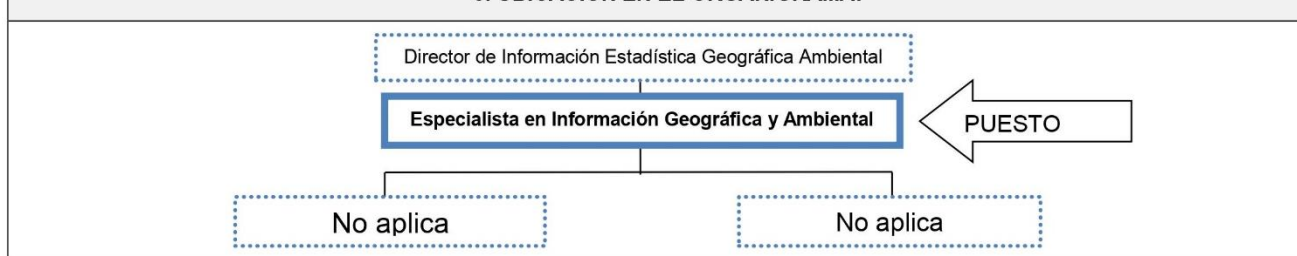 Director de Información Estadística Geográfica Ambiental
Especialista en Información Geográfica y Ambiental
PUESTO
No aplica
No aplica